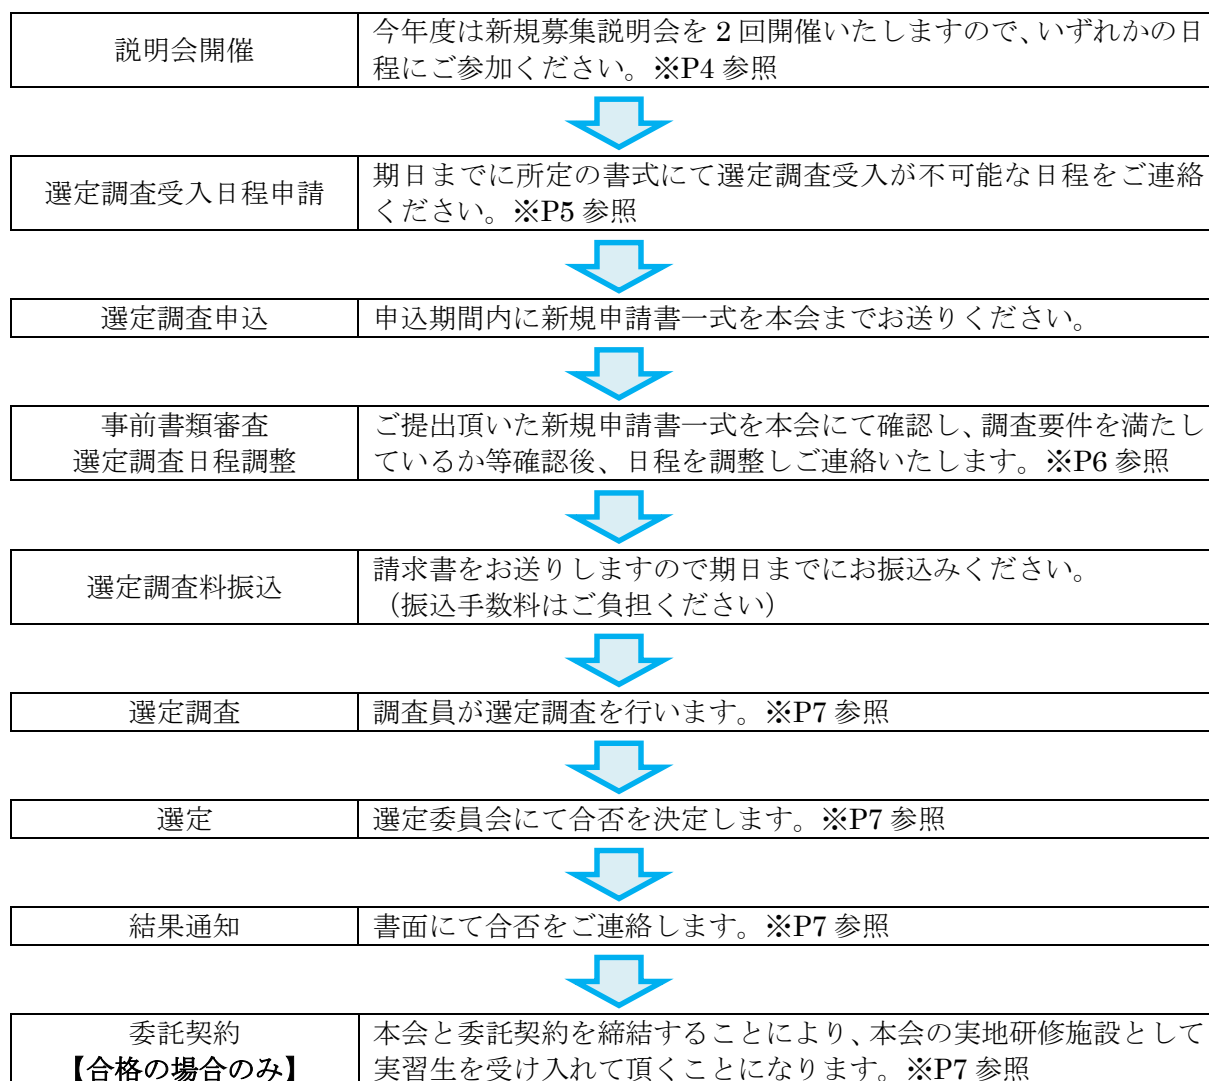 説明会開催
今年度は新規募集説明会を 2 回開催いたしますので、いずれかの日
程にご参加ください。※P4 参照
選定調査受入日程申請
期日までに所定の書式にて選定調査受入が不可能な日程をご連絡
ください。※P5 参照
選定調査申込
申込期間内に新規申請書一式を本会までお送りください。
事前書類審査
選定調査日程調整
ご提出頂いた新規申請書一式を本会にて確認し、調査要件を満たし
ているか等確認後、日程を調整しご連絡いたします。※P6 参照
選定調査料振込
請求書をお送りしますので期日までにお振込みください。
（振込手数料はご負担ください）
選定調査
調査員が選定調査を行います。※P7 参照
選定
選定委員会にて合否を決定します。※P7 参照
結果通知
書面にて合否をご連絡します。※P7 参照
委託契約
【合格の場合のみ】
本会と委託契約を締結することにより、本会の実地研修施設として
実習生を受け入れて頂くことになります。※P7 参照